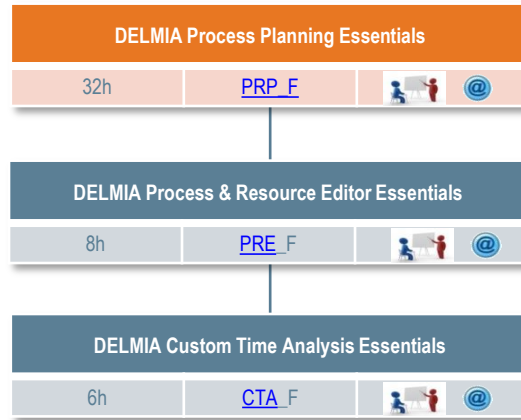 DELMIA Process Planning Essentials
32h PRP_F @
DELMIA Process & Resource Editor Essentials
8h PRE_F @
DELMIA Custom Time Analysis Essentials
6h CTA_F @